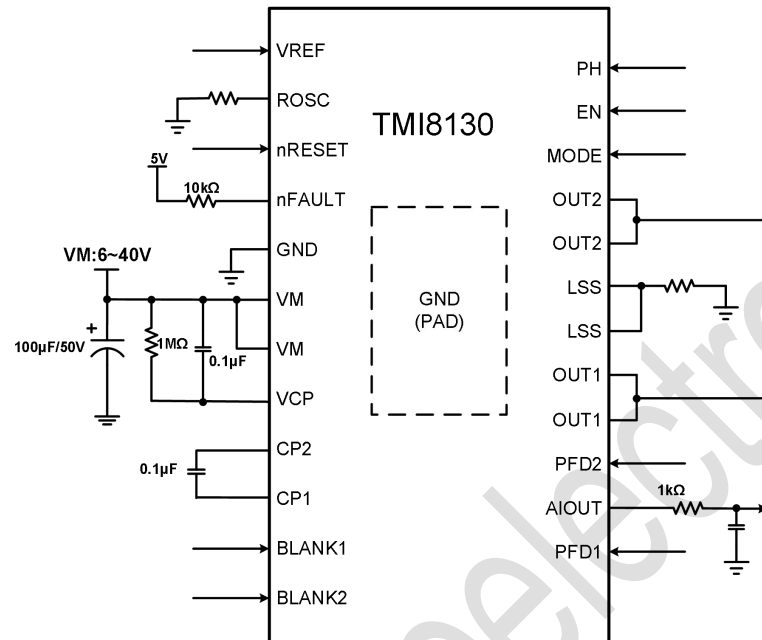 VREF
ROSC
nRESET
5V
10kΩ
nFAULT
GND
VM:6~40V
VM
+
100µF/50V
1MΩ
0.1µF
VM
VCP
CP2
0.1µF
CP1
BLANK1
BLANK2
TMI8130
GND
(PAD)
PH
EN
MODE
OUT2
OUT2
LSS
LSS
OUT1
OUT1
PFD2
1kΩ
AIOUT
PFD1